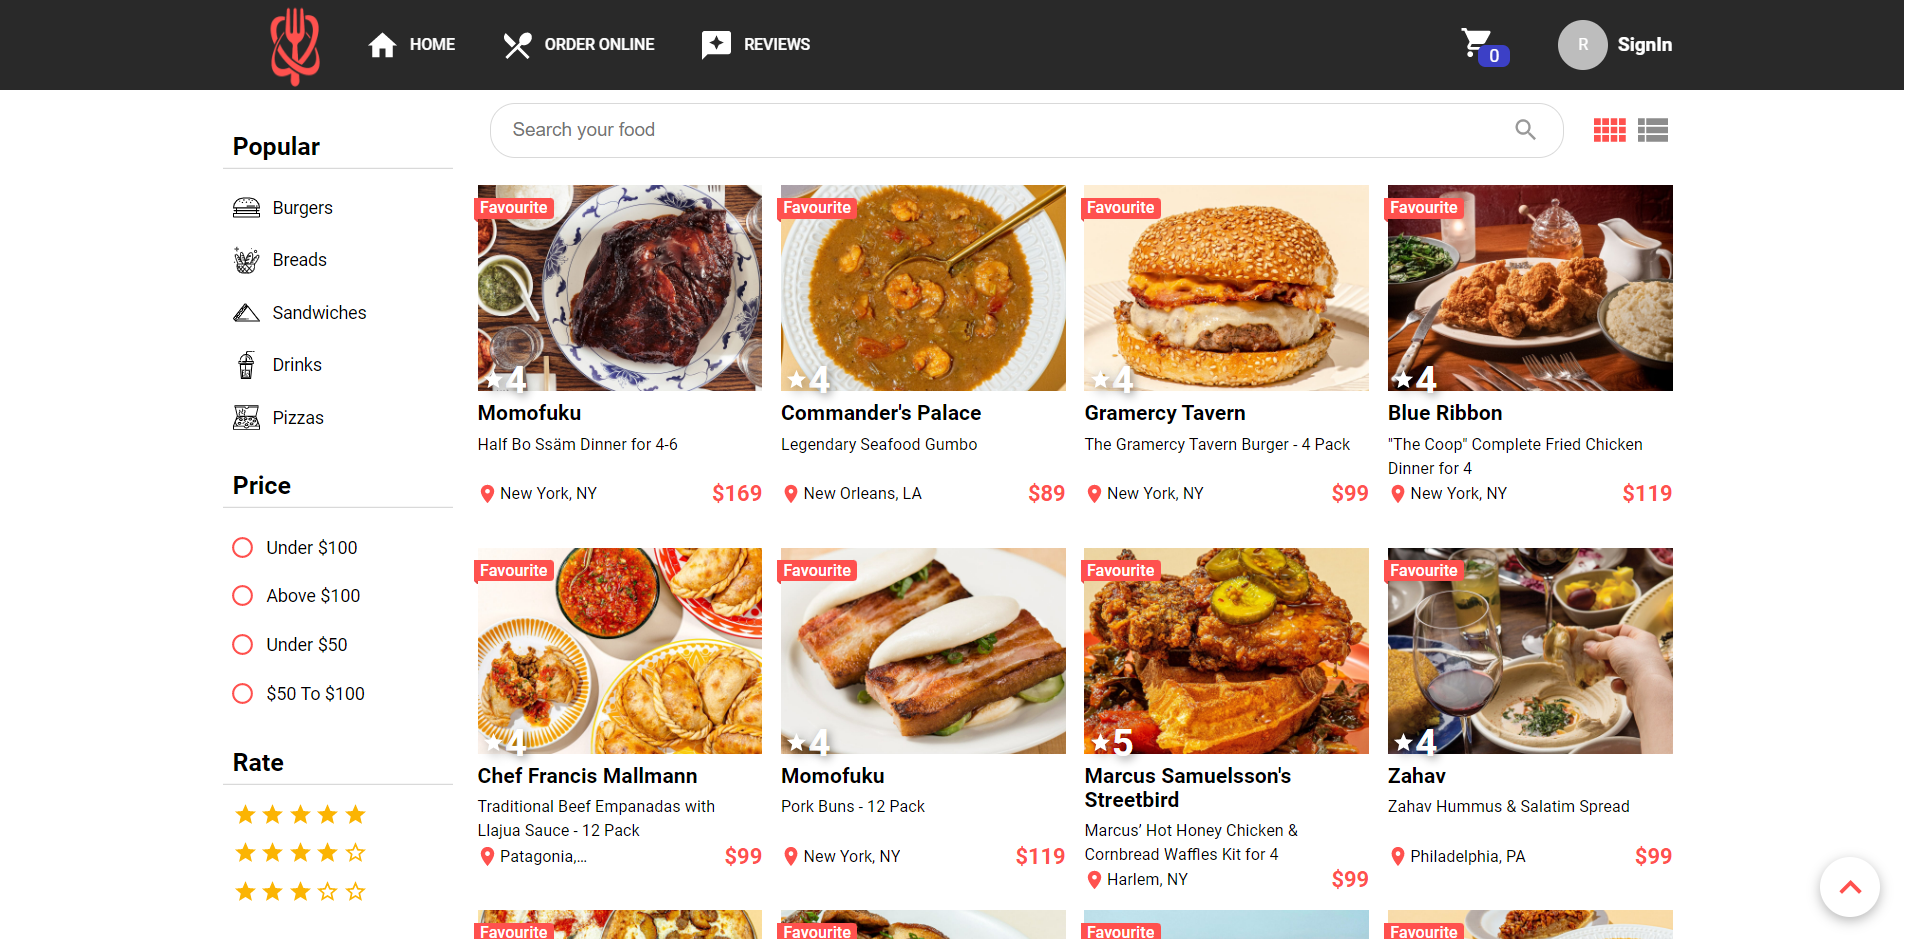 HOME
ORDER ONLINE
REVIEWS
0
R
SignIn
Search your food
Popular
Burgers
Breads
Sandwiches
Drinks
Pizzas
Price
Under $100
Above $100
Under $50
$50 To $100
Rate
Favourite
4
Momofuku
Half Bo Ssäm Dinner for 4-6
New York, NY
$169
Favourite
4
Commander's Palace
Legendary Seafood Gumbo
New Orleans, LA
$89
Favourite
4
Gramercy Tavern
The Gramercy Tavern Burger - 4 Pack
New York, NY
$99
Favourite
4
Blue Ribbon
"The Coop" Complete Fried Chicken
Dinner for 4
New York, NY
$119
Favourite
4
Chef Francis Mallmann
Traditional Beef Empanadas with
Llajua Sauce - 12 Pack
Patagonia,...
$99
Favourite
4
Momofuku
Pork Buns - 12 Pack
New York, NY
$119
Favourite
5
Marcus Samuelsson's
Streetbird
Marcus’ Hot Honey Chicken &
Cornbread Waffles Kit for 4
Harlem, NY
$99
Favourite
4
Zahav
Zahav Hummus & Salatim Spread
Philadelphia, PA
$99
Favourite
Favourite
Favourite
Favourite